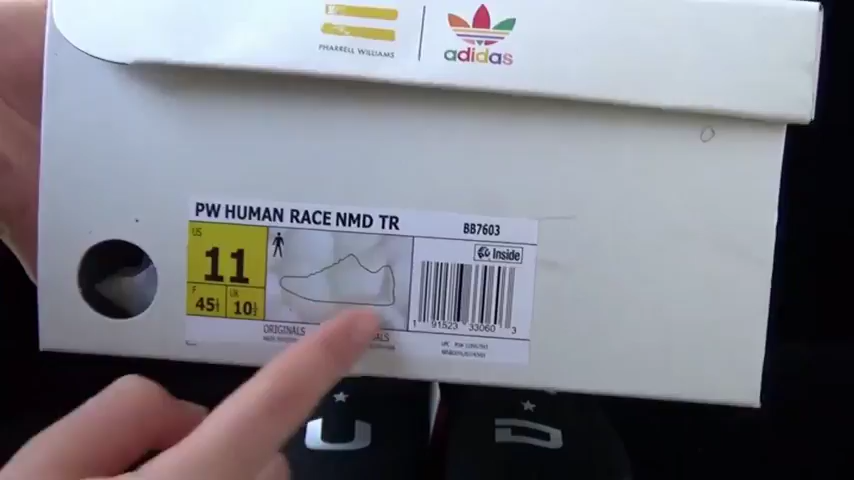 PHARRELL WILLIAMS
adidas
PW HUMAN RACE NMD TR
BB7603
US
11
F
45⅓
UK
10½
Inside
1 91523 33060 3
ORIGINALS